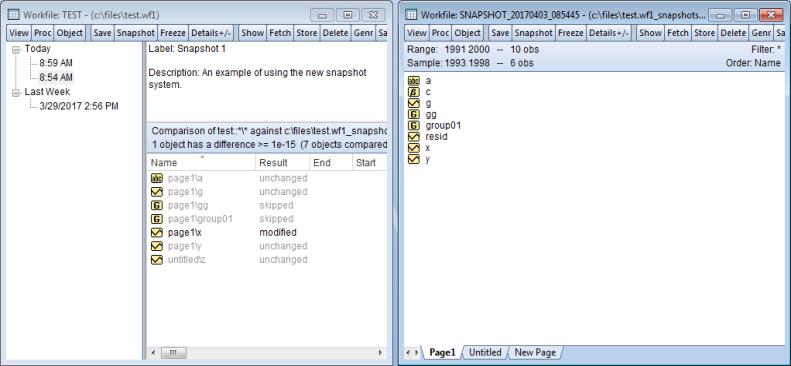 Workfile: TEST - (c:\files\test.wf1)
View Proc Object Save Snapshot Freeze Details+/- Show Fetch Store Delete Genr Sa
Today
8:59 AM
8:54 AM
Last Week
3/29/2017 2:56 PM
Label: Snapshot 1
Description: An example of using the new snapshot
system.
Comparison of test::*\* against c:\files\test.wf1_snapsho
1 object has a difference >= 1e-15 (7 objects compared
Name Result End Start
page1\a unchanged
page1\g unchanged
page1\gg skipped
page1\group01 skipped
page1\x modified
page1\y unchanged
untitled\z unchanged
Workfile: SNAPSHOT_20170403_085445 - (c:\files\test.wf1_snapshots...
View Proc Object Save Snapshot Freeze Details+/- Show Fetch Store Delete Genr Sa
Range: 1991 2000 -- 10 obs Filter: *
Sample: 1993 1998 -- 6 obs Order: Name
abc a
β c
g
G gg
G group01
resid
x
y
Page1 Untitled New Page